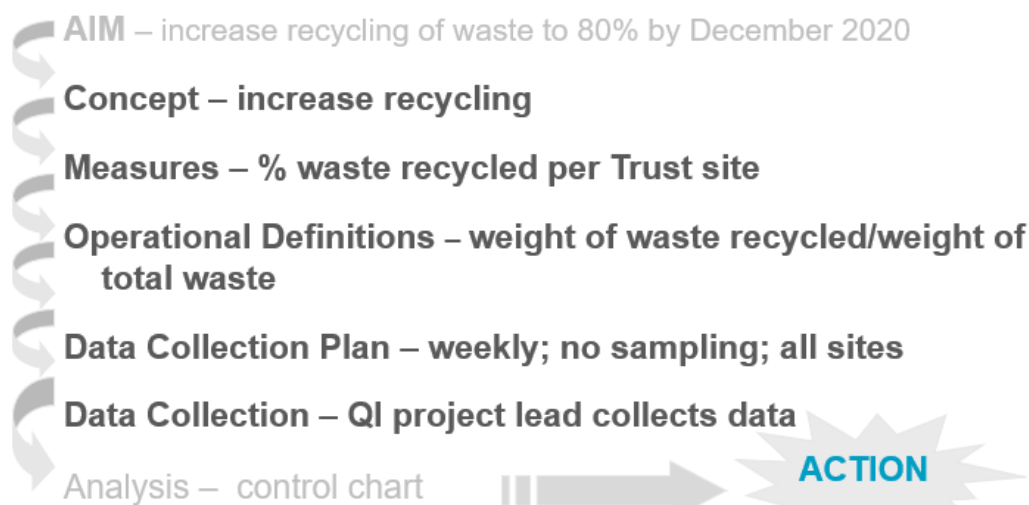 AIM – increase recycling of waste to 80% by December 2020
Concept – increase recycling
Measures – % waste recycled per Trust site
Operational Definitions – weight of waste recycled/weight of
total waste
Data Collection Plan – weekly; no sampling; all sites
Data Collection – QI project lead collects data
Analysis – control chart
ACTION